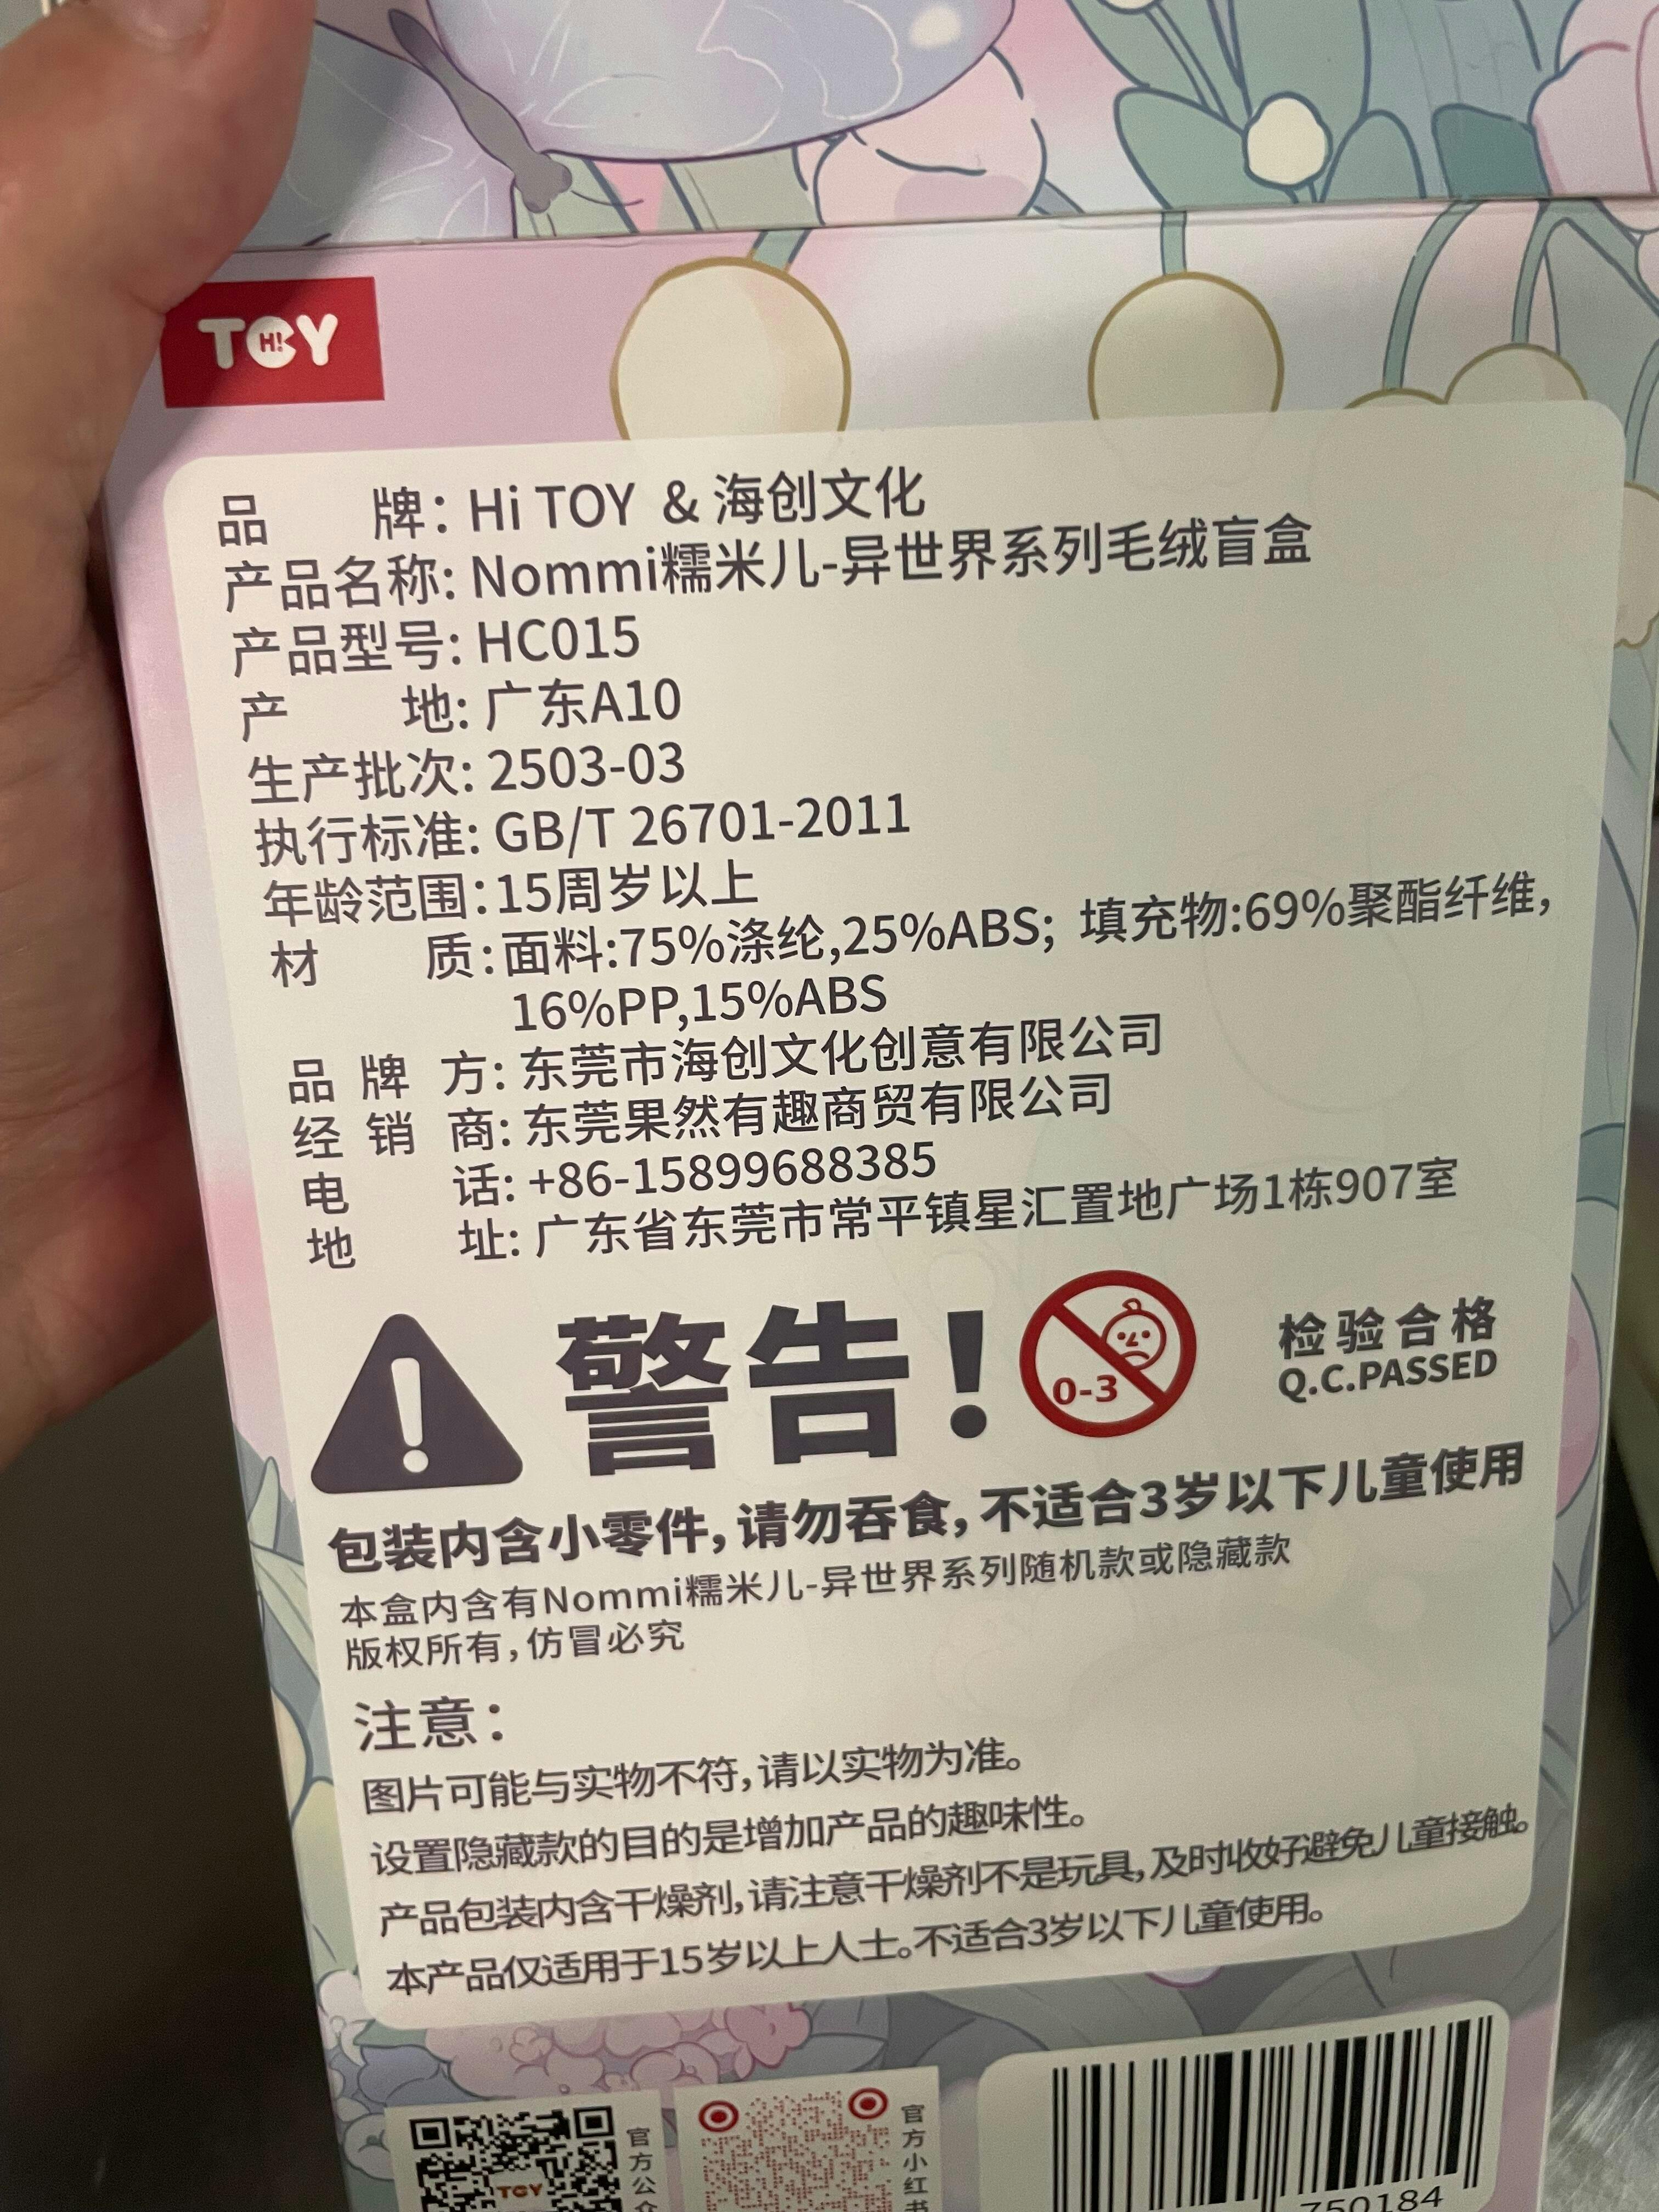 TOY
Hi!
品 牌: Hi TOY & 海创文化
产品名称: Nommi糯米儿-异世界系列毛绒盲盒
产品型号: HC015
产 地: 广东A10
生产批次: 2503-03
执行标准: GB/T 26701-2011
年龄范围: 15周岁以上
材 质: 面料:75%涤纶,25%ABS; 填充物:69%聚酯纤维,
16%PP,15%ABS
品 牌 方: 东莞市海创文化创意有限公司
经 销 商: 东莞果然有趣商贸有限公司
电 话: +86-15899688385
地 址: 广东省东莞市常平镇星汇置地广场1栋907室
警告!
0-3
检验合格
Q.C.PASSED
包装内含小零件,请勿吞食,不适合3岁以下儿童使用
本盒内含有Nommi糯米儿-异世界系列随机款或隐藏款
版权所有,仿冒必究
注意:
图片可能与实物不符,请以实物为准。
设置隐藏款的目的是增加产品的趣味性。
产品包装内含干燥剂,请注意干燥剂不是玩具,及时收好避免儿童接触。
本产品仅适用于15岁以上人士。不适合3岁以下儿童使用。
TOY
官方公众
官方小红书
750184